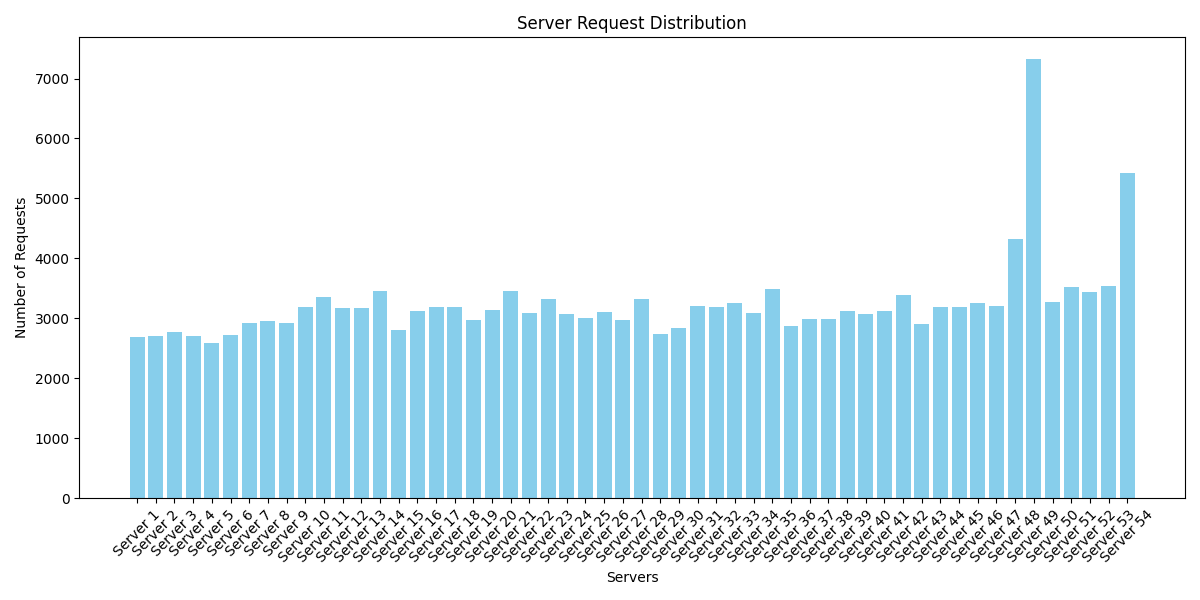 Server Request Distribution
Number of Requests
7000
6000
5000
4000
3000
2000
1000
0
Server 1
Server 2
Server 3
Server 4
Server 5
Server 6
Server 7
Server 8
Server 9
Server 10
Server 11
Server 12
Server 13
Server 14
Server 15
Server 16
Server 17
Server 18
Server 19
Server 20
Server 21
Server 22
Server 23
Server 24
Server 25
Server 26
Server 27
Server 28
Server 29
Server 30
Server 31
Server 32
Server 33
Server 34
Server 35
Server 36
Server 37
Server 38
Server 39
Server 40
Server 41
Server 42
Server 43
Server 44
Server 45
Server 46
Server 47
Server 48
Server 49
Server 50
Server 51
Server 52
Server 53
Server 54
Servers